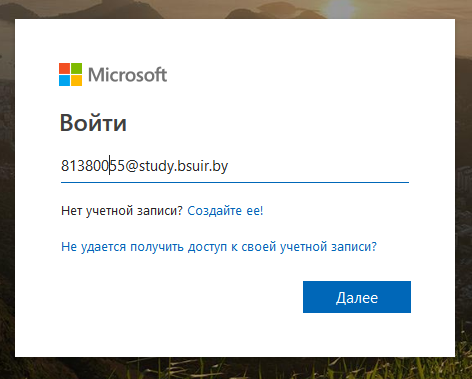 Microsoft
Войти
81380055@study.bsuir.by
Нет учетной записи? Создайте ее!
Не удается получить доступ к своей учетной записи?
Далее